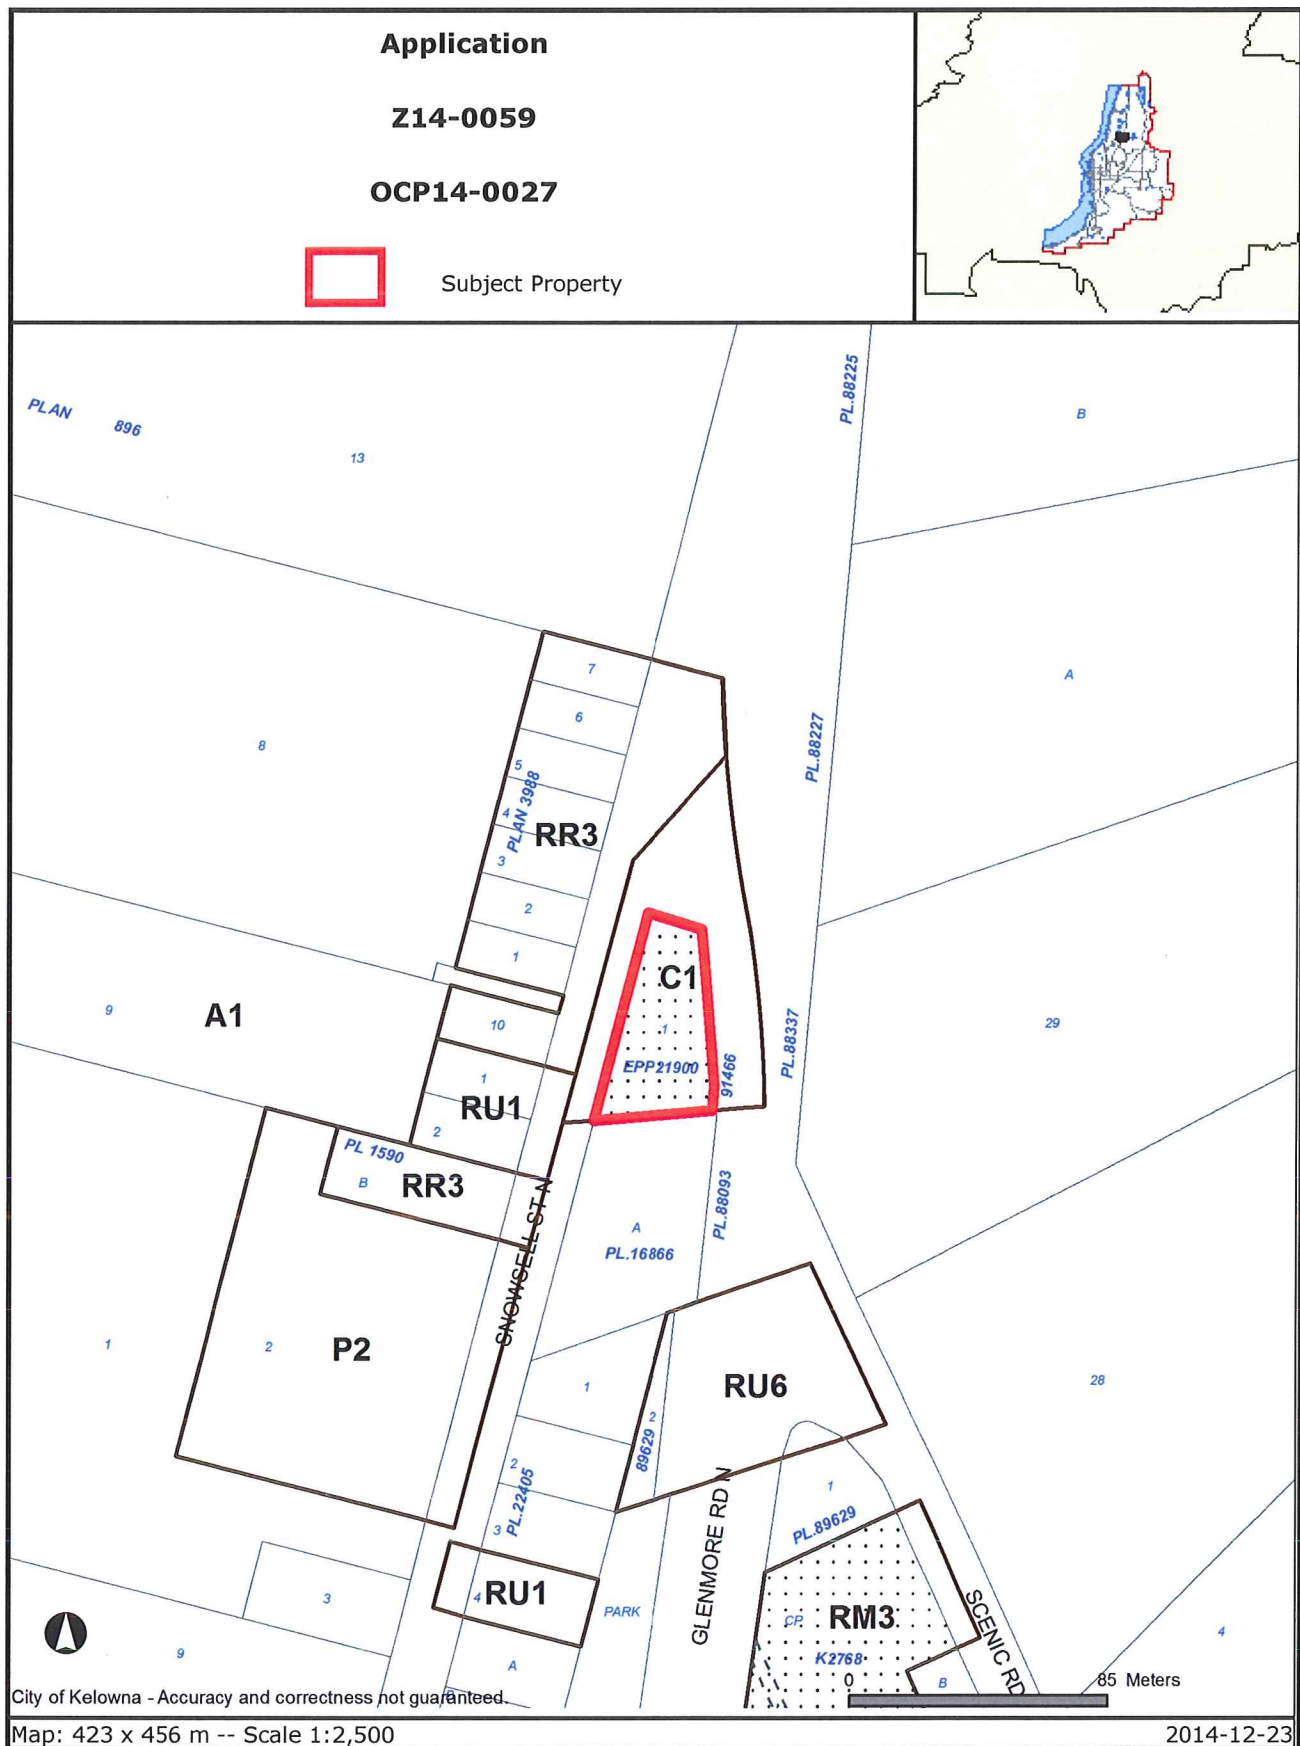 Application
Z14-0059
OCP14-0027
Subject Property
PLAN 896
13
PL.88225
B
7
6
5
4
PLAN 3988
RR3
3
2
1
8
A
PL.88227
C1
1
EPP21900
91466
PL.88337
29
9
A1
10
1
RU1
2
PL 1590
B
RR3
SNOWSELL ST N
A
PL.16866
PL.88093
1
2
P2
1
2
89629
RU6
28
2
PL.22405
3
GLENMORE RD N
1
PL.89629
3
4
RU1
PARK
CP
RM3
K2768
SCENIC RD
B
4
9
A
B
0
85 Meters
City of Kelowna - Accuracy and correctness not guaranteed.
Map: 423 x 456 m -- Scale 1:2,500
2014-12-23